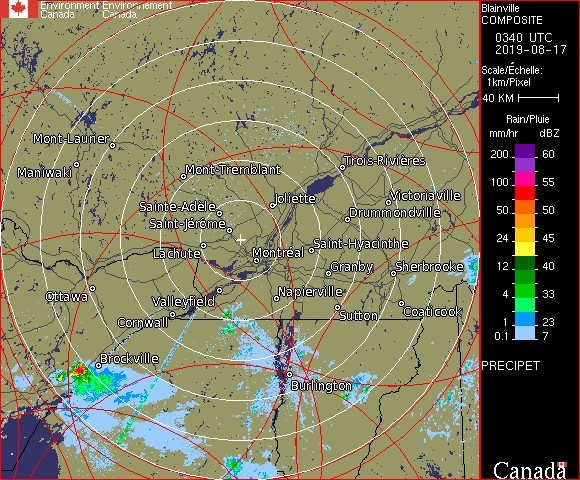 Environment Environnement
Canada Canada
Blainville
COMPOSITE
0340 UTC
2019-08-17
Scale/Échelle:
1km/Pixel
40 KM
Rain/Pluie
mm/hr dBZ
200 60
100 55
50 50
24 45
12 40
4 33
1 23
0.1 7
PRECIPET
Canada
Mont-Laurier
Maniwaki
Mont-Tremblant
Trois-Rivières
Joliette
Victoriaville
Sainte-Adèle
Drummondville
Saint-Jérôme
Saint-Hyacinthe
Lachute
Montréal
Granby
Sherbrooke
Ottawa
Valleyfield
Napierville
Coaticook
Cornwall
Sutton
Brockville
Burlington